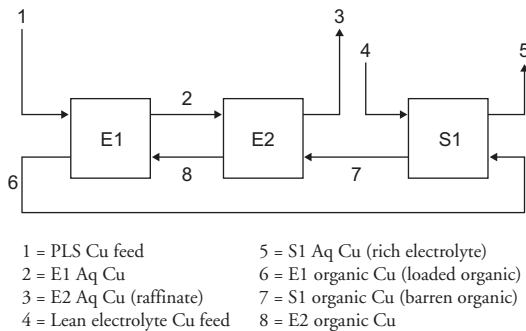 1 3 5
4
2
E1 E2 S1
6 8 7
1 = PLS Cu feed
2 = E1 Aq Cu
3 = E2 Aq Cu (raffinate)
4 = Lean electrolyte Cu feed
5 = S1 Aq Cu (rich electrolyte)
6 = E1 organic Cu (loaded organic)
7 = S1 organic Cu (barren organic)
8 = E2 organic Cu